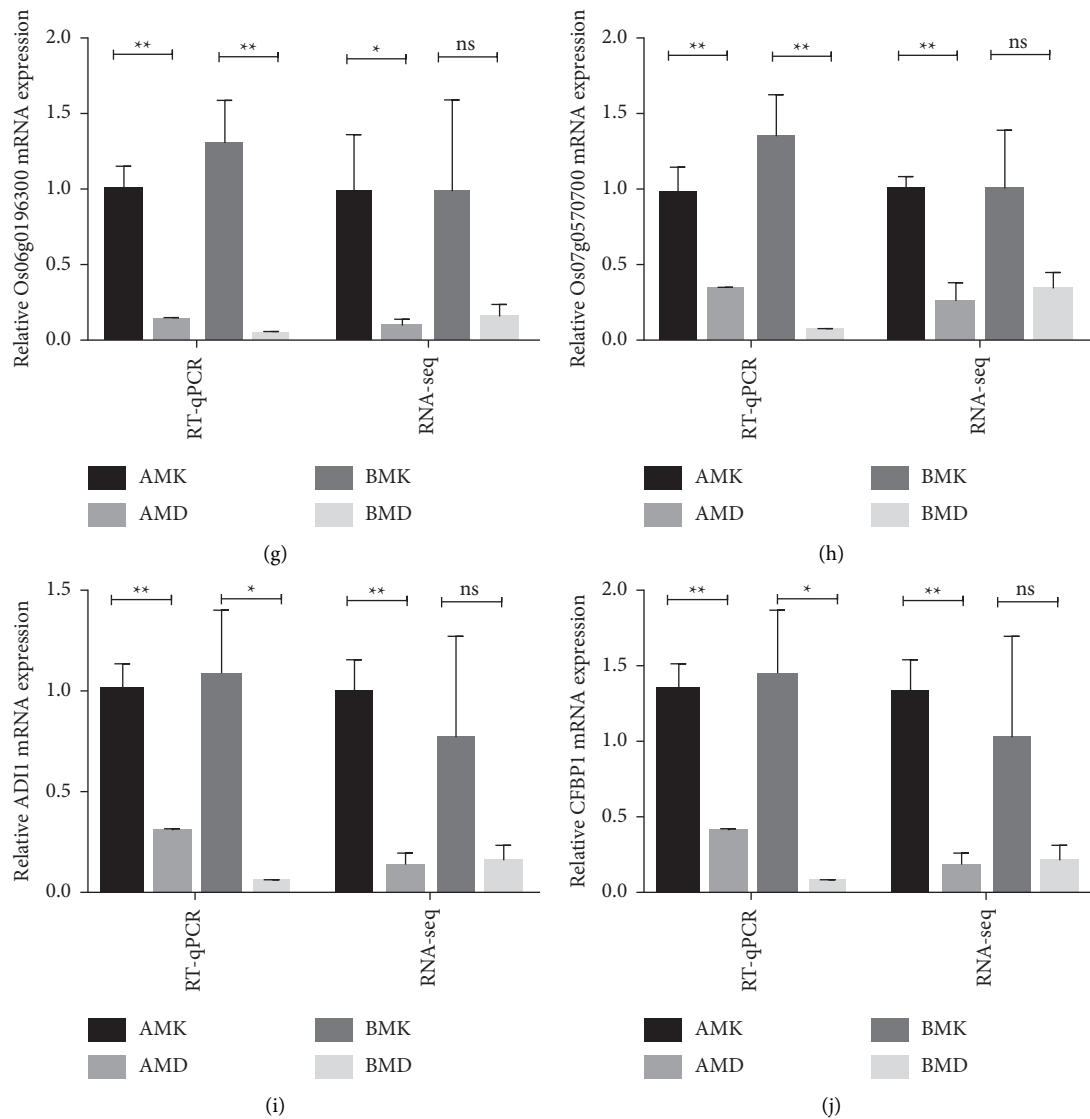 Relative Os06g0196300 mRNA expression
2.0
1.5
1.0
0.5
0.0
**
**
*
ns
RT-qPCR
RNA-seq
AMK
BMK
AMD
BMD
(g)
Relative Os07g0570700 mRNA expression
2.0
1.5
1.0
0.5
0.0
**
**
**
ns
RT-qPCR
RNA-seq
AMK
BMK
AMD
BMD
(h)
Relative ADI1 mRNA expression
1.5
1.0
0.5
0.0
**
*
**
ns
RT-qPCR
RNA-seq
AMK
BMK
AMD
BMD
(i)
Relative CFBP1 mRNA expression
2.0
1.5
1.0
0.5
0.0
**
*
**
ns
RT-qPCR
RNA-seq
AMK
BMK
AMD
BMD
(j)